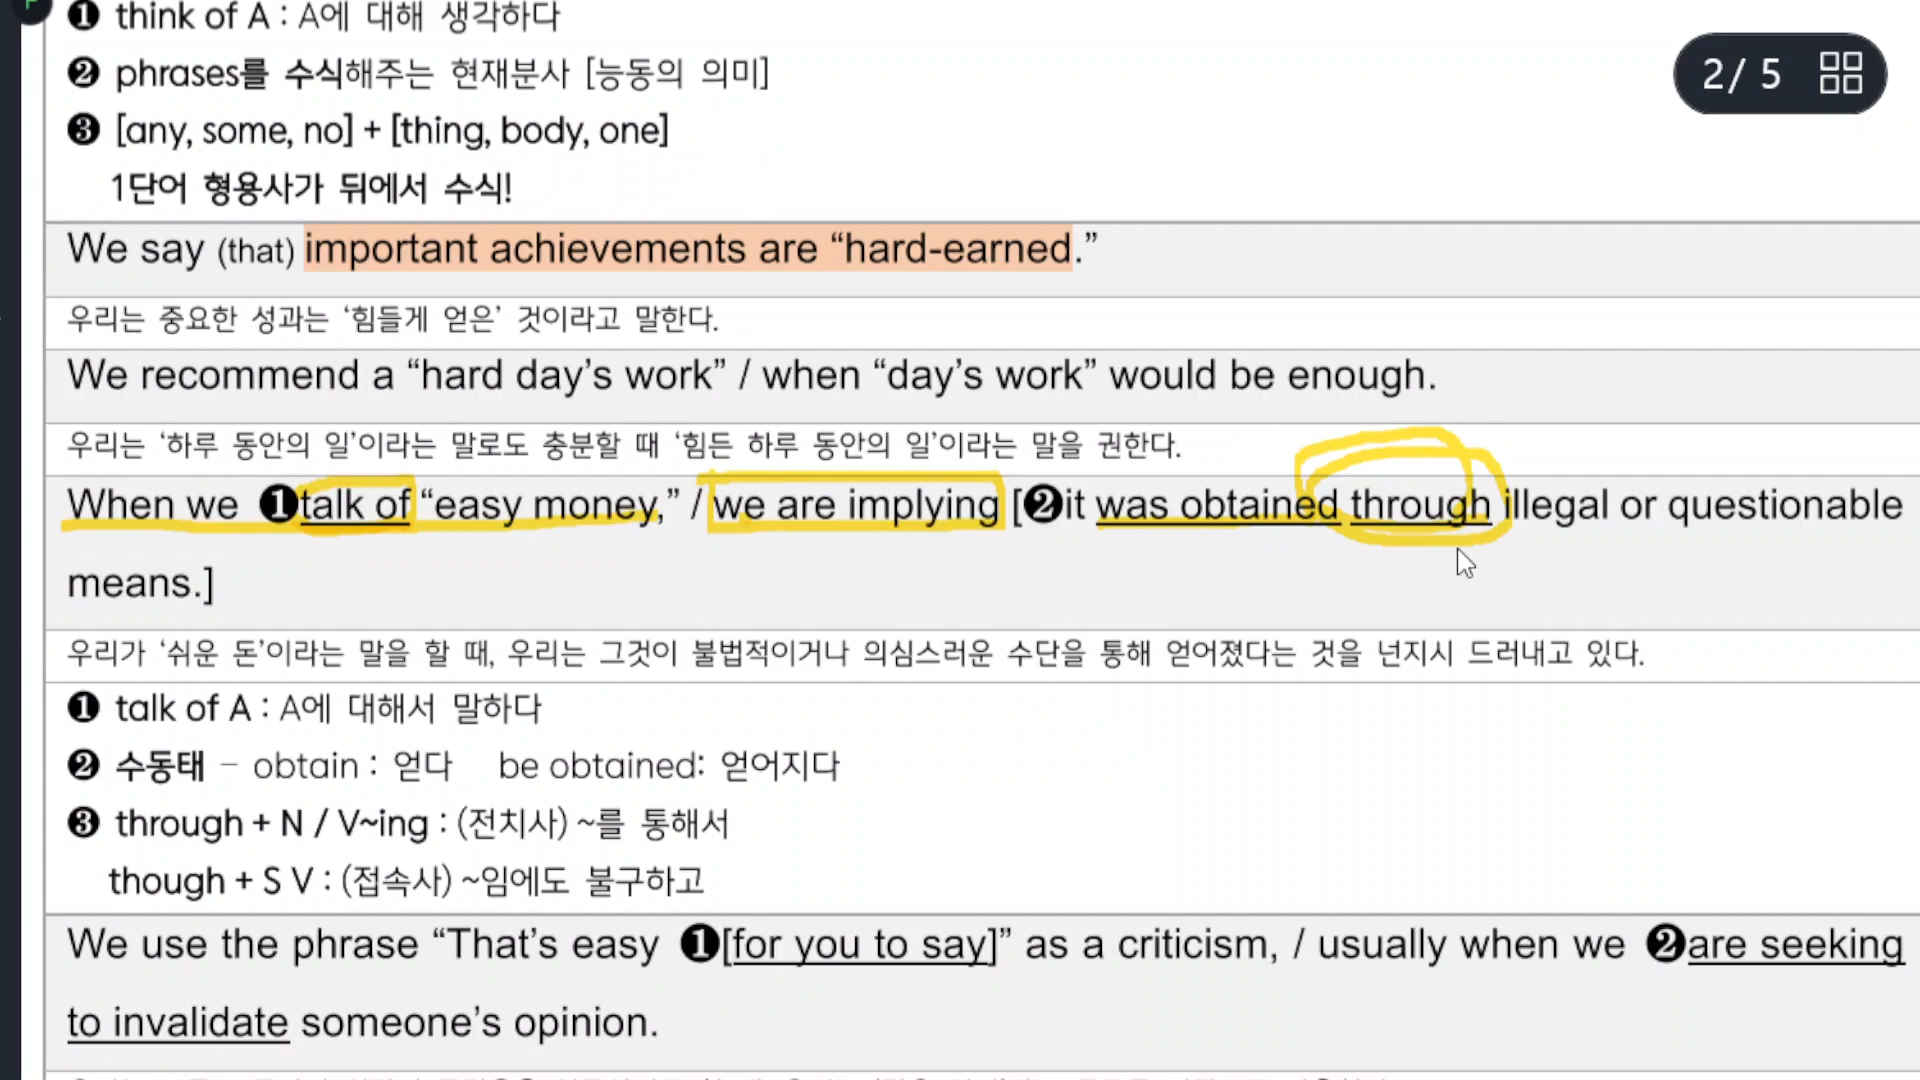 ❶ think of A : A에 대해 생각하다
2/ 5
❷ phrases를 수식해주는 현재분사 [능동의 의미]
❸ [any, some, no] + [thing, body, one]
1단어 형용사가 뒤에서 수식!
We say (that) important achievements are “hard-earned.”
우리는 중요한 성과는 ‘힘들게 얻은’ 것이라고 말한다.
We recommend a “hard day’s work” / when “day’s work” would be enough.
우리는 ‘하루 동안의 일’이라는 말로도 충분할 때 ‘힘든 하루 동안의 일’이라는 말을 권한다.
When we ❶talk of “easy money,” / we are implying [❷it was obtained through illegal or questionable
means.]
우리가 ‘쉬운 돈’이라는 말을 할 때, 우리는 그것이 불법적이거나 의심스러운 수단을 통해 얻어졌다는 것을 넌지시 드러내고 있다.
❶ talk of A : A에 대해서 말하다
❷ 수동태 – obtain : 얻다 be obtained: 얻어지다
❸ through + N / V~ing : (전치사) ~를 통해서
though + S V : (접속사) ~임에도 불구하고
We use the phrase “That’s easy ❶[for you to say]” as a criticism, / usually when we ❷are seeking
to invalidate someone’s opinion.